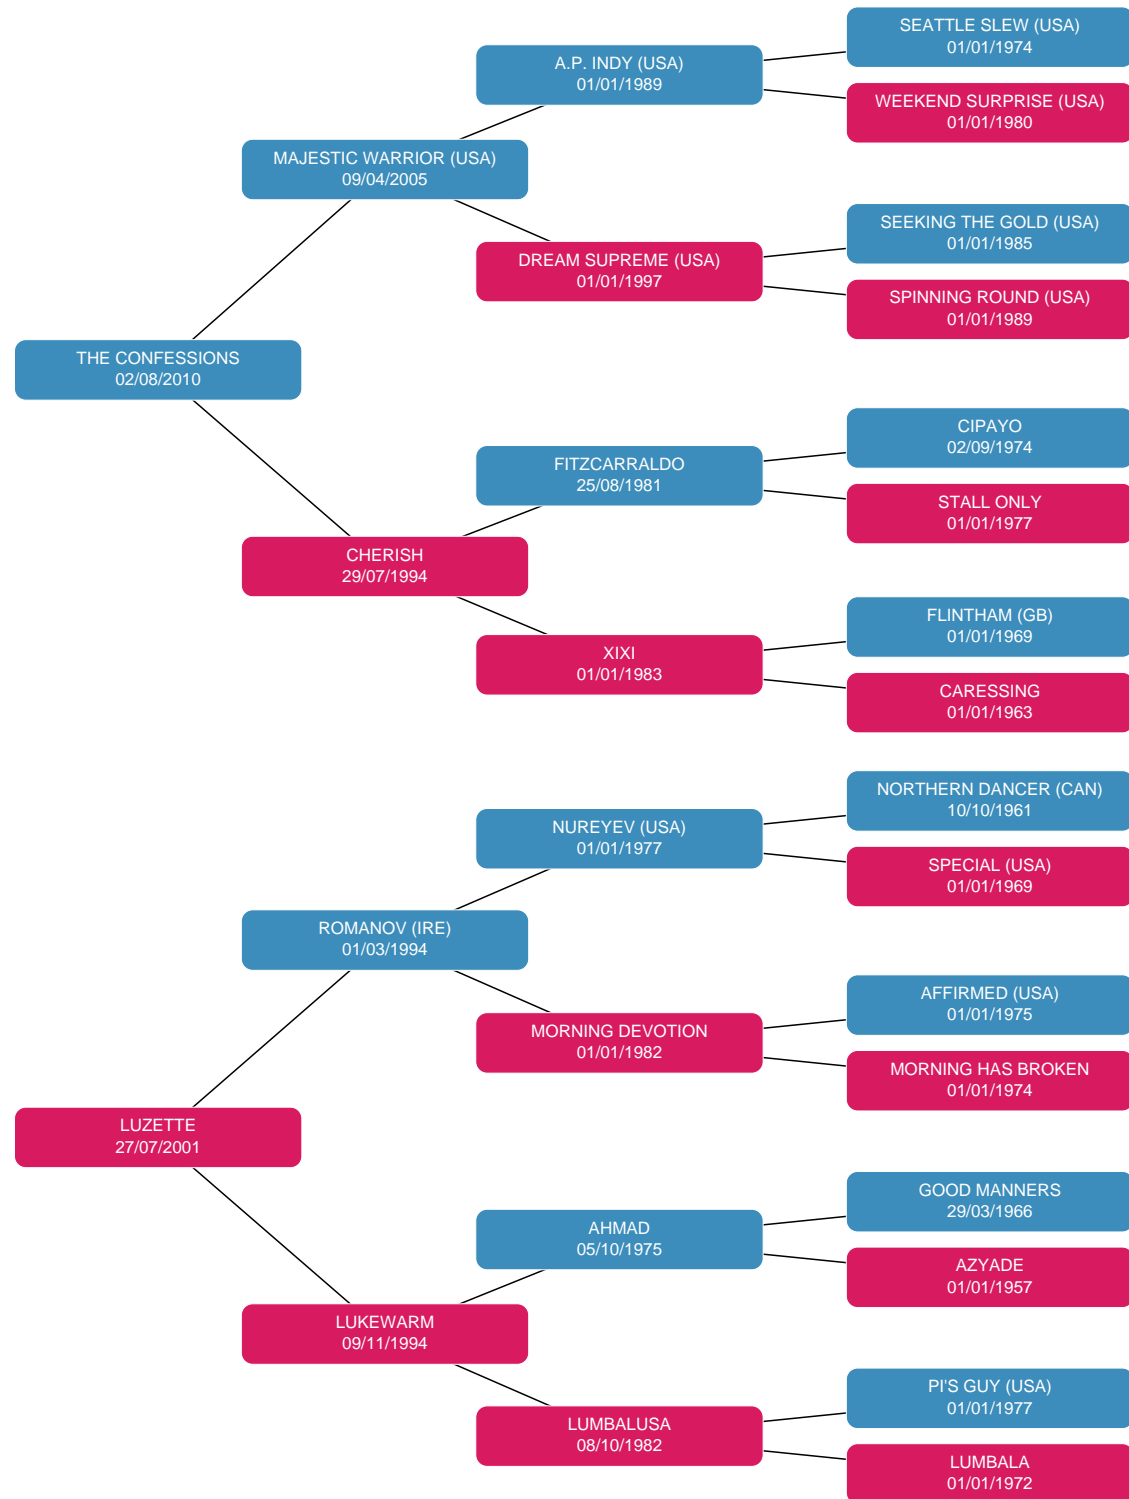 SEATTLE SLEW (USA)
01/01/1974
A.P. INDY (USA)
01/01/1989
WEEKEND SURPRISE (USA)
01/01/1980
MAJESTIC WARRIOR (USA)
09/04/2005
SEEKING THE GOLD (USA)
01/01/1985
DREAM SUPREME (USA)
01/01/1997
SPINNING ROUND (USA)
01/01/1989
THE CONFESSIONS
02/08/2010
CIPAYO
02/09/1974
FITZCARRALDO
25/08/1981
STALL ONLY
01/01/1977
CHERISH
29/07/1994
FLINTHAM (GB)
01/01/1969
XIXI
01/01/1983
CARESSING
01/01/1963
NORTHERN DANCER (CAN)
10/10/1961
NUREYEV (USA)
01/01/1977
SPECIAL (USA)
01/01/1969
ROMANOV (IRE)
01/03/1994
AFFIRMED (USA)
01/01/1975
MORNING DEVOTION
01/01/1982
MORNING HAS BROKEN
01/01/1974
LUZETTE
27/07/2001
GOOD MANNERS
29/03/1966
AHMAD
05/10/1975
AZYADE
01/01/1957
LUKEWARM
09/11/1994
PI'S GUY (USA)
01/01/1977
LUMBALUSA
08/10/1982
LUMBALA
01/01/1972